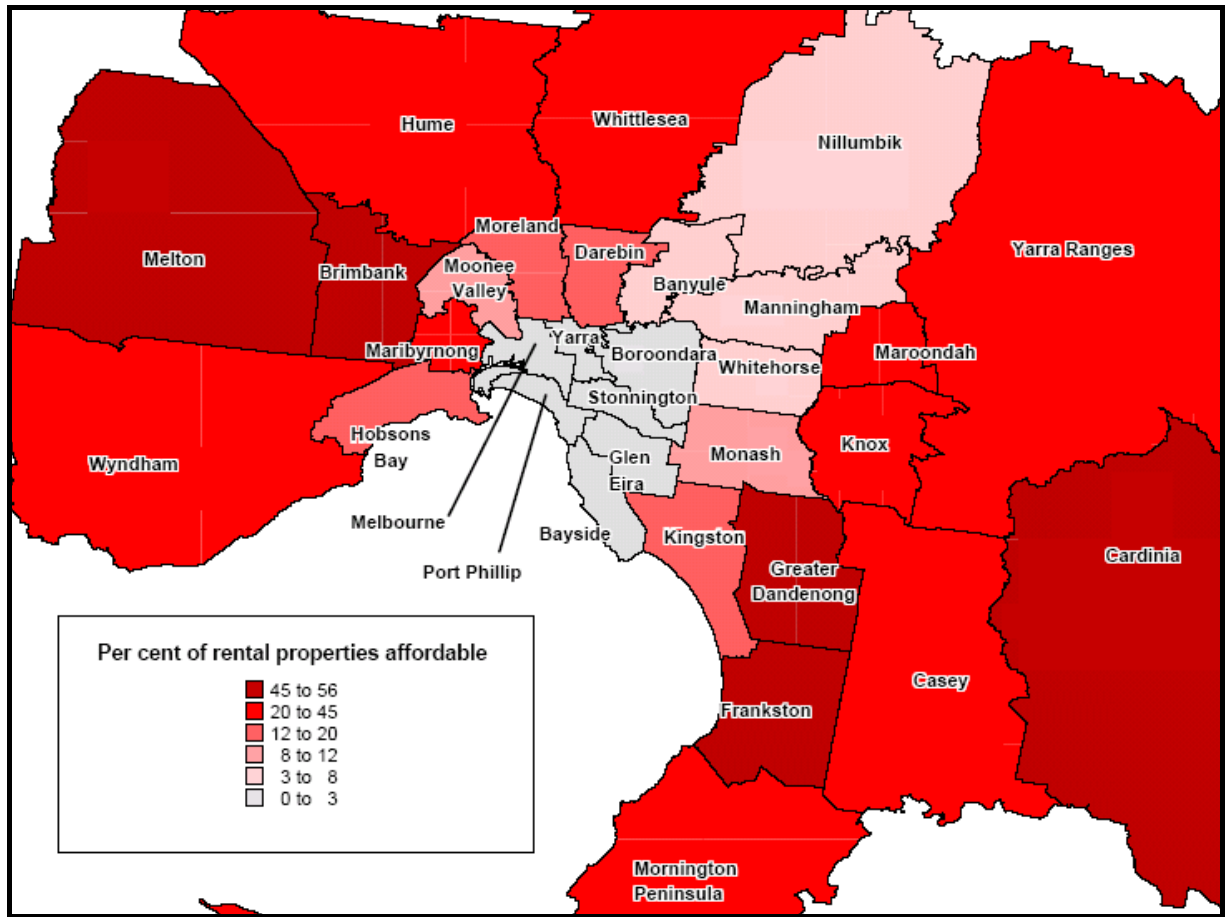 Hume
Whittlesea
Nillumbik
Moreland
Darebin
Yarra Ranges
Melton
Brimbank
Moonee
Valley
Banyule
Manningham
Maribyrnong
Yarra
Boroondara
Maroondah
Whitehorse
Stonnington
Hobsons
Bay
Wyndham
Glen
Eira
Monash
Knox
Melbourne
Bayside
Kingston
Port Phillip
Greater
Dandenong
Cardinia
Casey
Frankston
Mornington
Peninsula
Per cent of rental properties affordable
45 to 56
20 to 45
12 to 20
8 to 12
3 to 8
0 to 3